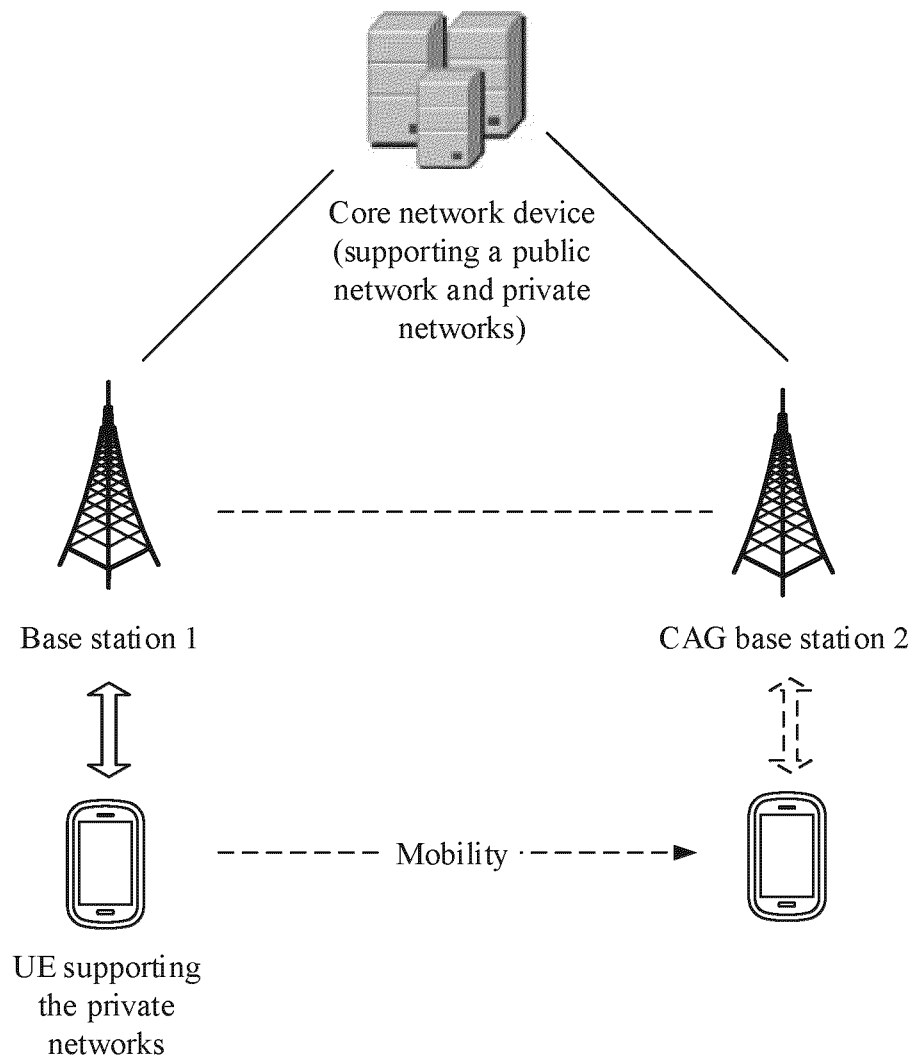 Core network device
(supporting a public
network and private
networks)
Base station 1
CAG base station 2
Mobility
UE supporting
the private
networks